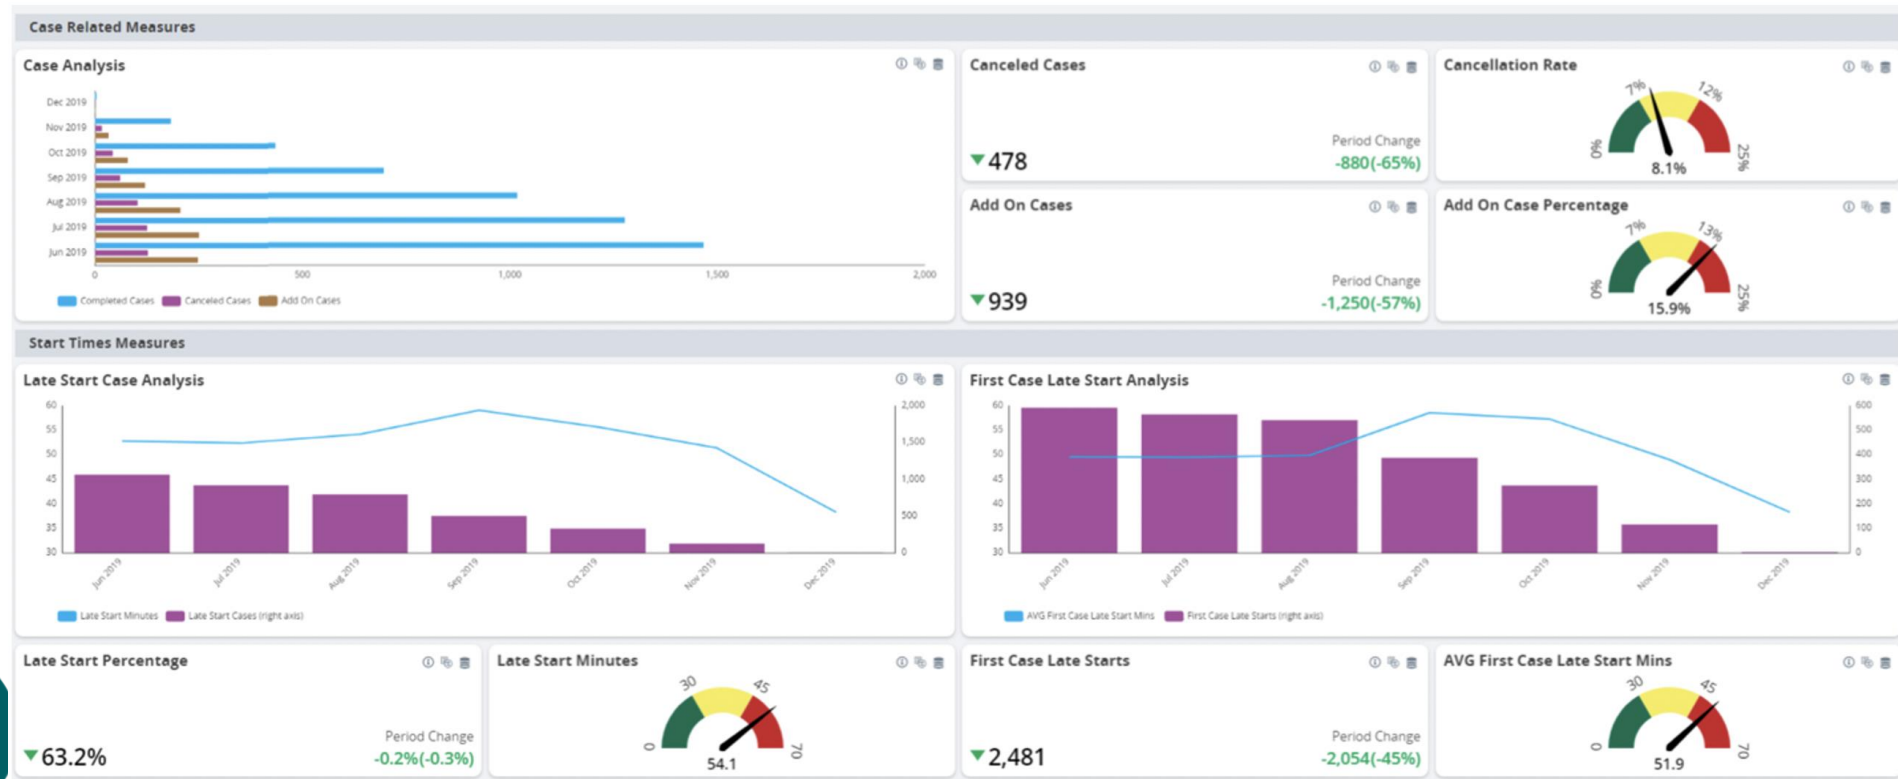 Case Related Measures
Case Analysis
Dec 2019
Nov 2019
Oct 2019
Sep 2019
Aug 2019
Jul 2019
Jun 2019
0 500 1,000 1,500 2,000
Completed Cases Canceled Cases Add On Cases
Canceled Cases
478
Period Change
-880(-65%)
Cancellation Rate
0% 7% 12% 25%
8.1%
Add On Cases
939
Period Change
-1,250(-57%)
Add On Case Percentage
0% 7% 13% 25%
15.9%
Start Times Measures
Late Start Case Analysis
60
55
50
45
40
35
30
2,000
1,500
1,000
500
0
Jun 2019 Jul 2019 Aug 2019 Sep 2019 Oct 2019 Nov 2019 Dec 2019
Late Start Minutes Late Start Cases (right axis)
First Case Late Start Analysis
60
55
50
45
40
35
30
600
500
400
300
200
100
0
Jun 2019 Jul 2019 Aug 2019 Sep 2019 Oct 2019 Nov 2019 Dec 2019
AVG First Case Late Start Mins First Case Late Starts (right axis)
Late Start Percentage
63.2%
Period Change
-0.2%(-0.3%)
Late Start Minutes
0 30 45 70
54.1
First Case Late Starts
2,481
Period Change
-2,054(-45%)
AVG First Case Late Start Mins
0 30 45 70
51.9